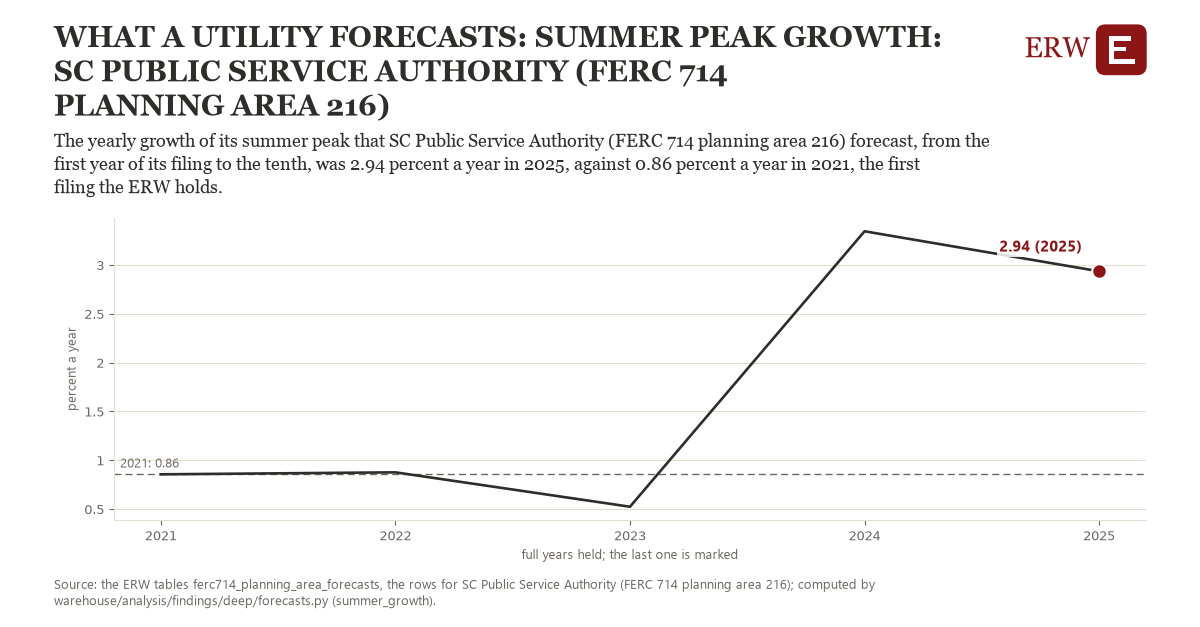 WHAT A UTILITY FORECASTS: SUMMER PEAK GROWTH:
SC PUBLIC SERVICE AUTHORITY (FERC 714
PLANNING AREA 216)
ERW E
The yearly growth of its summer peak that SC Public Service Authority (FERC 714 planning area 216) forecast, from the
first year of its filing to the tenth, was 2.94 percent a year in 2025, against 0.86 percent a year in 2021, the first
filing the ERW holds.
percent a year
3
2.5
2
1.5
1
0.5
2021: 0.86
2.94 (2025)
2021 2022 2023 2024 2025
full years held; the last one is marked
Source: the ERW tables ferc714_planning_area_forecasts, the rows for SC Public Service Authority (FERC 714 planning area 216); computed by
warehouse/analysis/findings/deep/forecasts.py (summer_growth).